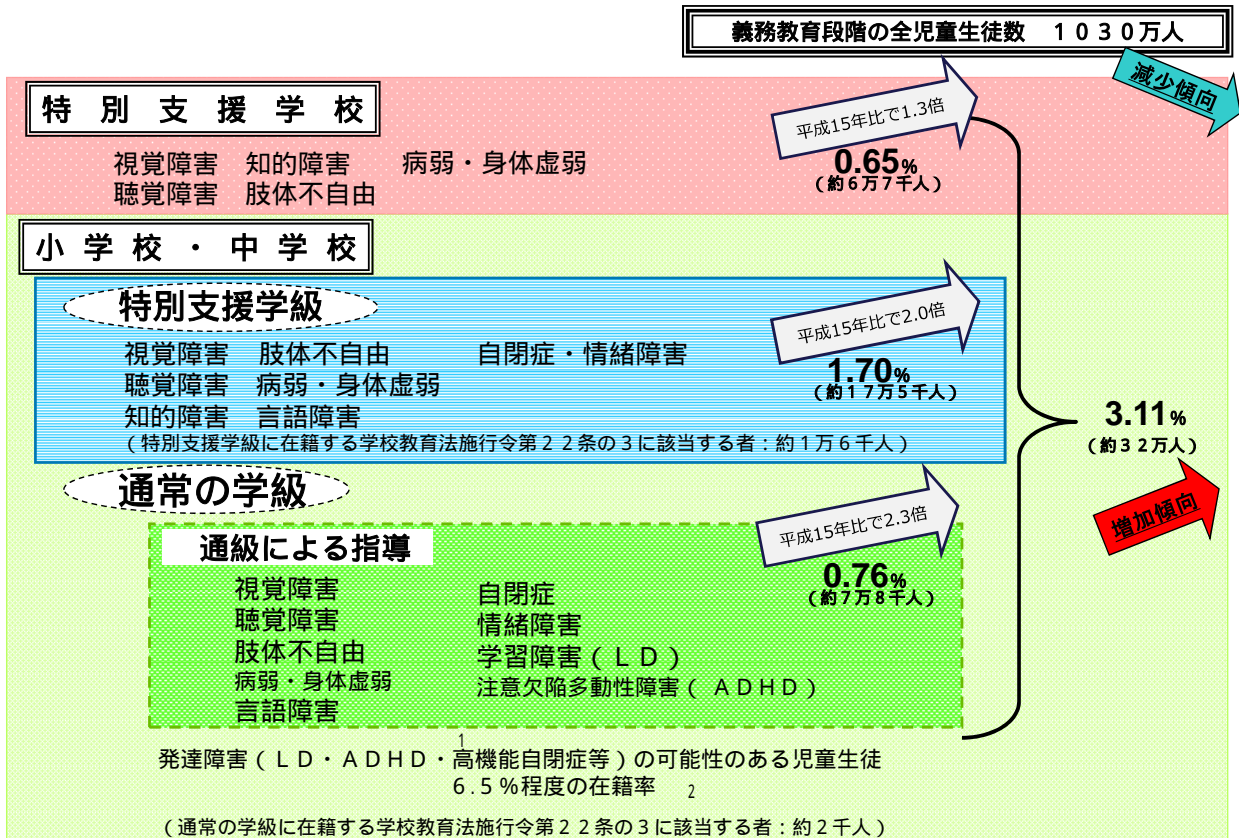 義務教育段階の全児童生徒数　１０３０万人
減少傾向
特別支援学校
平成15年比で1.3倍
視覚障害　知的障害　病弱・身体虚弱
聴覚障害　肢体不自由
0.65%
（約６万７千人）
小学校・中学校
特別支援学級
平成15年比で2.0倍
視覚障害　肢体不自由　自閉症・情緒障害
聴覚障害　病弱・身体虚弱
知的障害　言語障害
1.70%
（約１７万５千人）
（特別支援学級に在籍する学校教育法施行令第２２条の３に該当する者：約１万６千人）
3.11%
（約３２万人）
増加傾向
通常の学級
平成15年比で2.3倍
通級による指導
0.76%
（約７万８千人）
視覚障害
聴覚障害
肢体不自由
病弱・身体虚弱
言語障害
自閉症
情緒障害
学習障害（ＬＤ）
注意欠陥多動性障害（ＡＤＨＤ）
1
発達障害（ＬＤ・ＡＤＨＤ・高機能自閉症等）の可能性のある児童生徒
６.５％程度の在籍率 2
（通常の学級に在籍する学校教育法施行令第２２条の３に該当する者：約２千人）